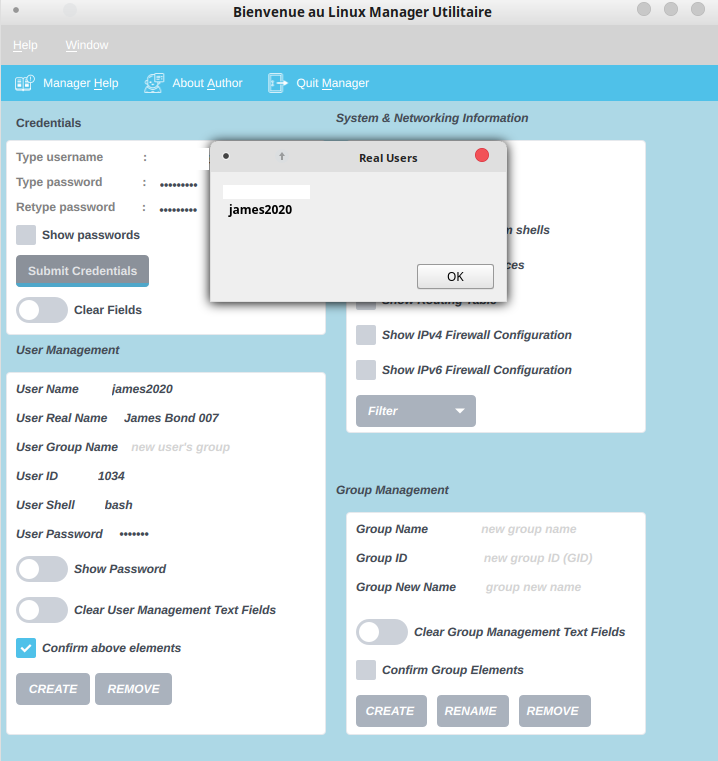 Bienvenue au Linux Manager Utilitaire
Help Window
Manager Help About Author Quit Manager
Credentials
Type username :
Type password : •••••••••
Retype password : •••••••••
Show passwords
Submit Credentials
Clear Fields
System & Networking Information
Real Users
james2020
OK
shells
Show Routing Table
Show IPv4 Firewall Configuration
Show IPv6 Firewall Configuration
Filter
User Management
User Name james2020
User Real Name James Bond 007
User Group Name new user's group
User ID 1034
User Shell bash
User Password •••••••
Show Password
Clear User Management Text Fields
Confirm above elements
CREATE REMOVE
Group Management
Group Name new group name
Group ID new group ID (GID)
Group New Name group new name
Clear Group Management Text Fields
Confirm Group Elements
CREATE RENAME REMOVE